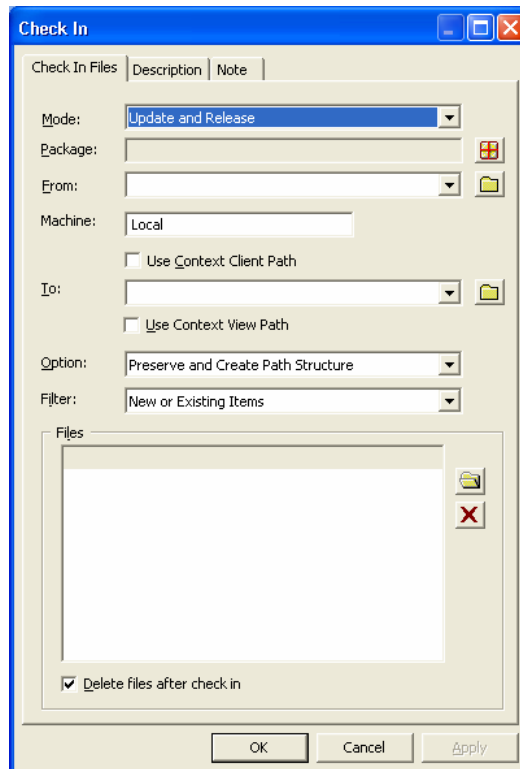 Check In
Check In Files Description Note
Mode: Update and Release
Package:
From:
Machine: Local
Use Context Client Path
To:
Use Context View Path
Option: Preserve and Create Path Structure
Filter: New or Existing Items
Files
Delete files after check in
OK Cancel Apply